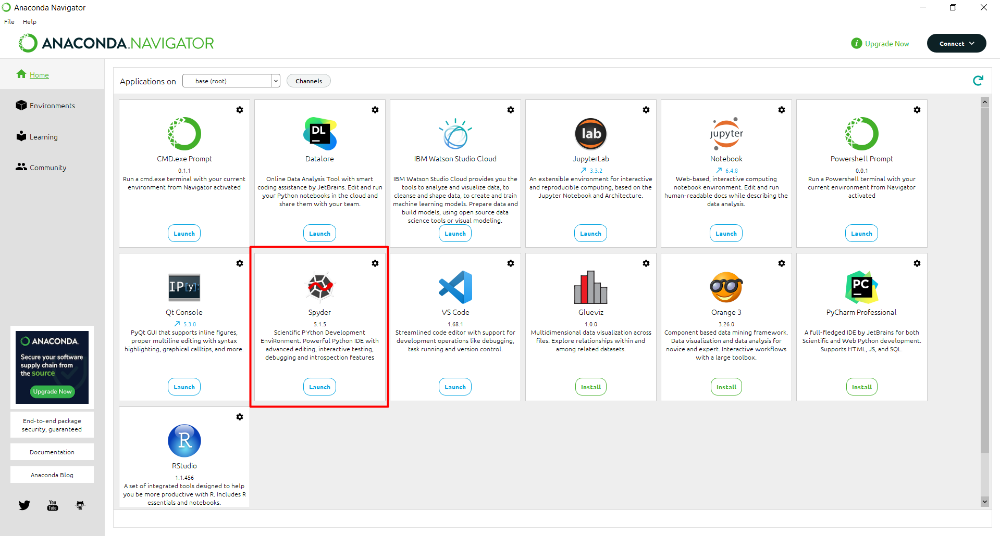 Anaconda Navigator
File Help
ANACONDA.NAVIGATOR
i Upgrade Now
Connect
Home
Environments
Learning
Community
ANACONDA.
Secure your software
supply chain from
the source
Upgrade Now
End-to-end package
security, guaranteed
Documentation
Anaconda Blog
You
Tube
Applications on base (root) Channels
CMD.exe Prompt
0.1.1
Run a cmd.exe terminal with your current
environment from Navigator activated
Launch
DL
Datalore
Online Data Analysis Tool with smart
coding assistance by JetBrains. Edit and run
your Python notebooks in the cloud and
share them with your team.
Launch
IBM Watson Studio Cloud
IBM Watson Studio Cloud provides you the
tools to analyze and visualize data, to
cleanse and shape data, to create and train
machine learning models. Prepare data and
build models, using open source data
science tools or visual modeling.
Launch
lab
JupyterLab
3.3.2
An extensible environment for interactive
and reproducible computing, based on the
Jupyter Notebook and Architecture.
Launch
jupyter
Notebook
6.4.8
Web-based, interactive computing
notebook environment. Edit and run
human-readable docs while describing the
data analysis.
Launch
Powershell Prompt
0.0.1
Run a Powershell terminal with your
current environment from Navigator
activated
Launch
IP[y]:
Qt Console
5.3.0
PyQt GUI that supports inline figures,
proper multiline editing with syntax
highlighting, graphical calltips, and more.
Launch
Spyder
5.1.5
Scientific PYthon Development
EnviRonment. Powerful Python IDE with
advanced editing, interactive testing,
debugging and introspection features
Launch
VS Code
1.68.1
Streamlined code editor with support for
development operations like debugging,
task running and version control.
Launch
Glueviz
1.0.0
Multidimensional data visualization across
files. Explore relationships within and
among related datasets.
Install
Orange 3
3.26.0
Component based data mining framework.
Data visualization and data analysis for
novice and expert. Interactive workflows
with a large toolbox.
Install
PC
PyCharm Professional
A full-fledged IDE by JetBrains for both
Scientific and Web Python development.
Supports HTML, JS, and SQL.
Install
R
RStudio
1.1.456
A set of integrated tools designed to help
you be more productive with R. Includes R
essentials and notebooks.